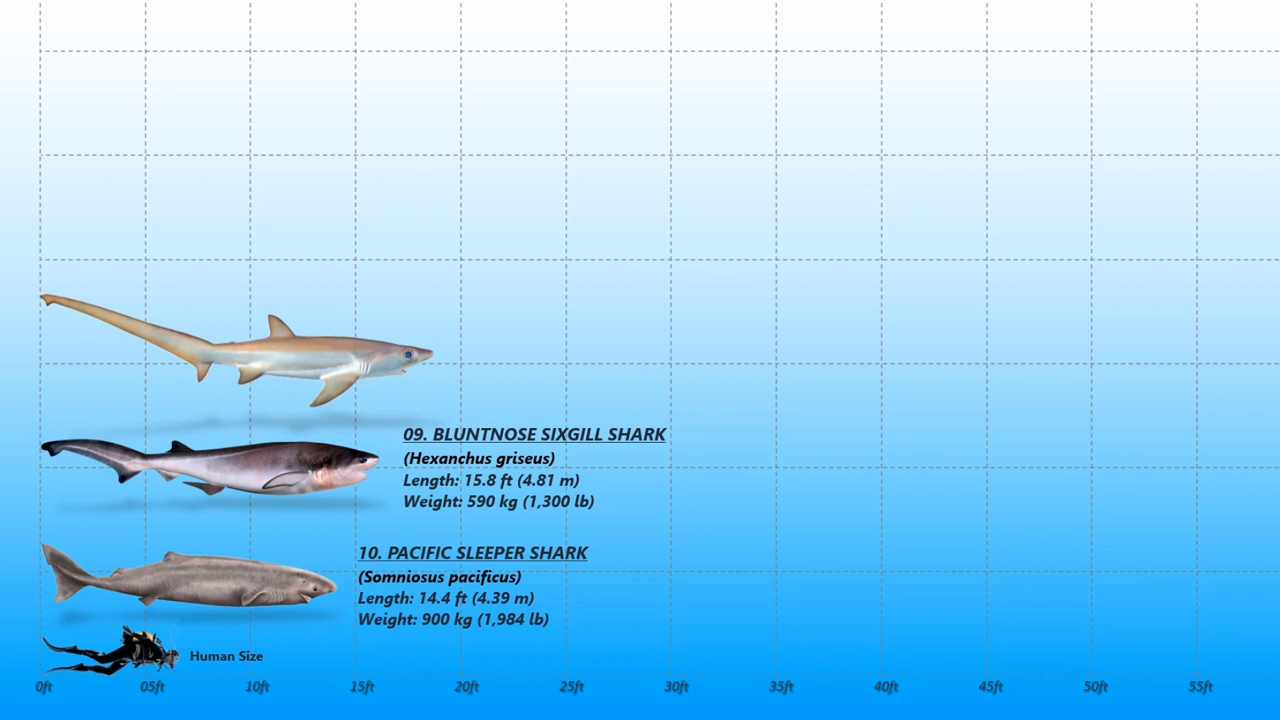 09. BLUNTNOSE SIXGILL SHARK
(Hexanchus griseus)
Length: 15.8 ft (4.81 m)
Weight: 590 kg (1,300 lb)
10. PACIFIC SLEEPER SHARK
(Somniosus pacificus)
Length: 14.4 ft (4.39 m)
Weight: 900 kg (1,984 lb)
Human Size
0ft 05ft 10ft 15ft 20ft 25ft 30ft 35ft 40ft 45ft 50ft 55ft